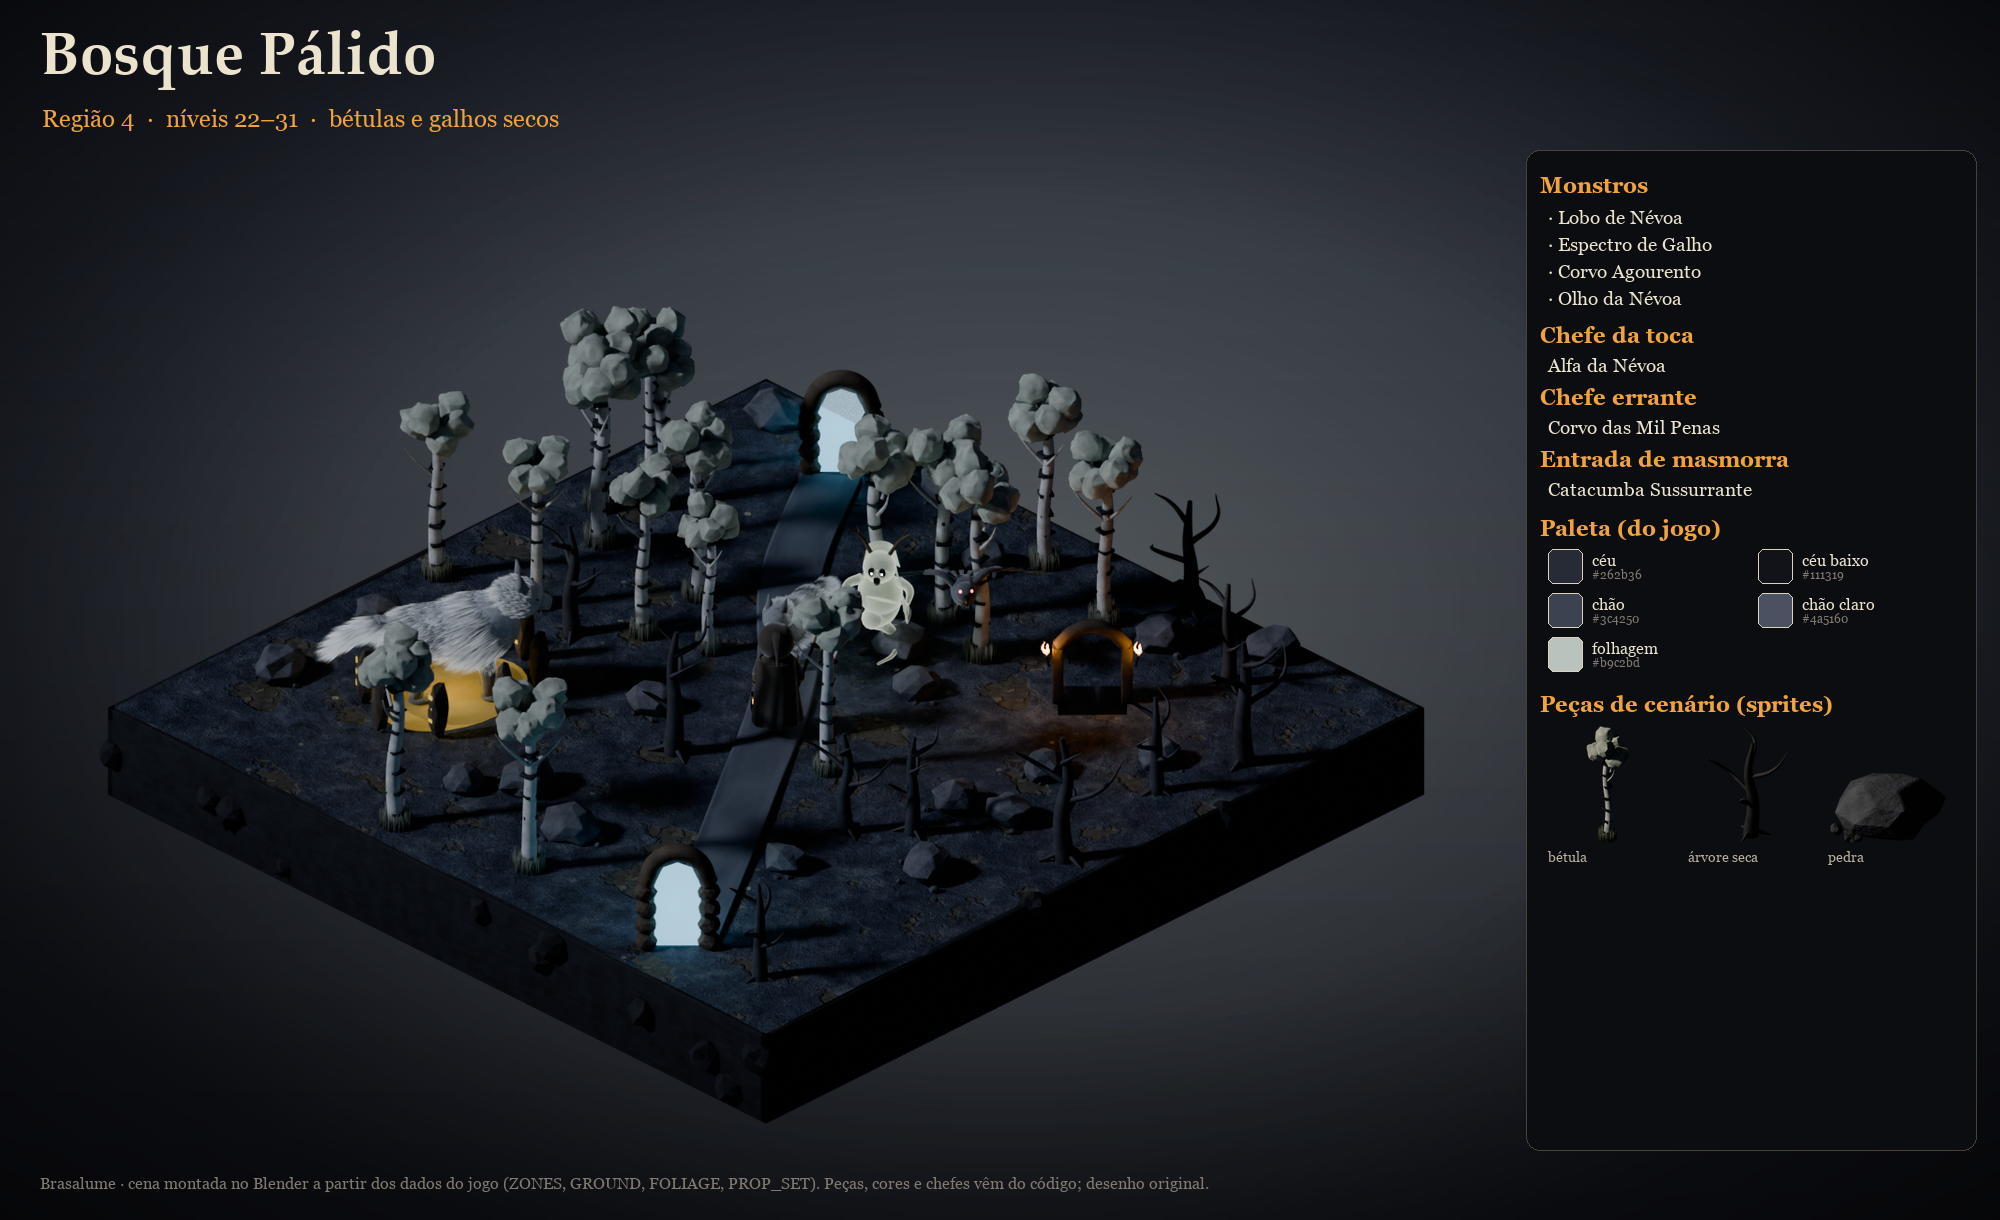 Bosque Pálido
Região 4 · níveis 22–31 · bétulas e galhos secos
Monstros
· Lobo de Névoa
· Espectro de Galho
· Corvo Agourento
· Olho da Névoa
Chefe da toca
Alfa da Névoa
Chefe errante
Corvo das Mil Penas
Entrada de masmorra
Catacumba Sussurrante
Paleta (do jogo)
céu
#262b36
céu baixo
#111319
chão
#3c4250
chão claro
#4a5160
folhagem
#b9c2bd
Peças de cenário (sprites)
bétula
árvore seca
pedra
Brasalume · cena montada no Blender a partir dos dados do jogo (ZONES, GROUND, FOLIAGE, PROP_SET). Peças, cores e chefes vêm do código; desenho original.